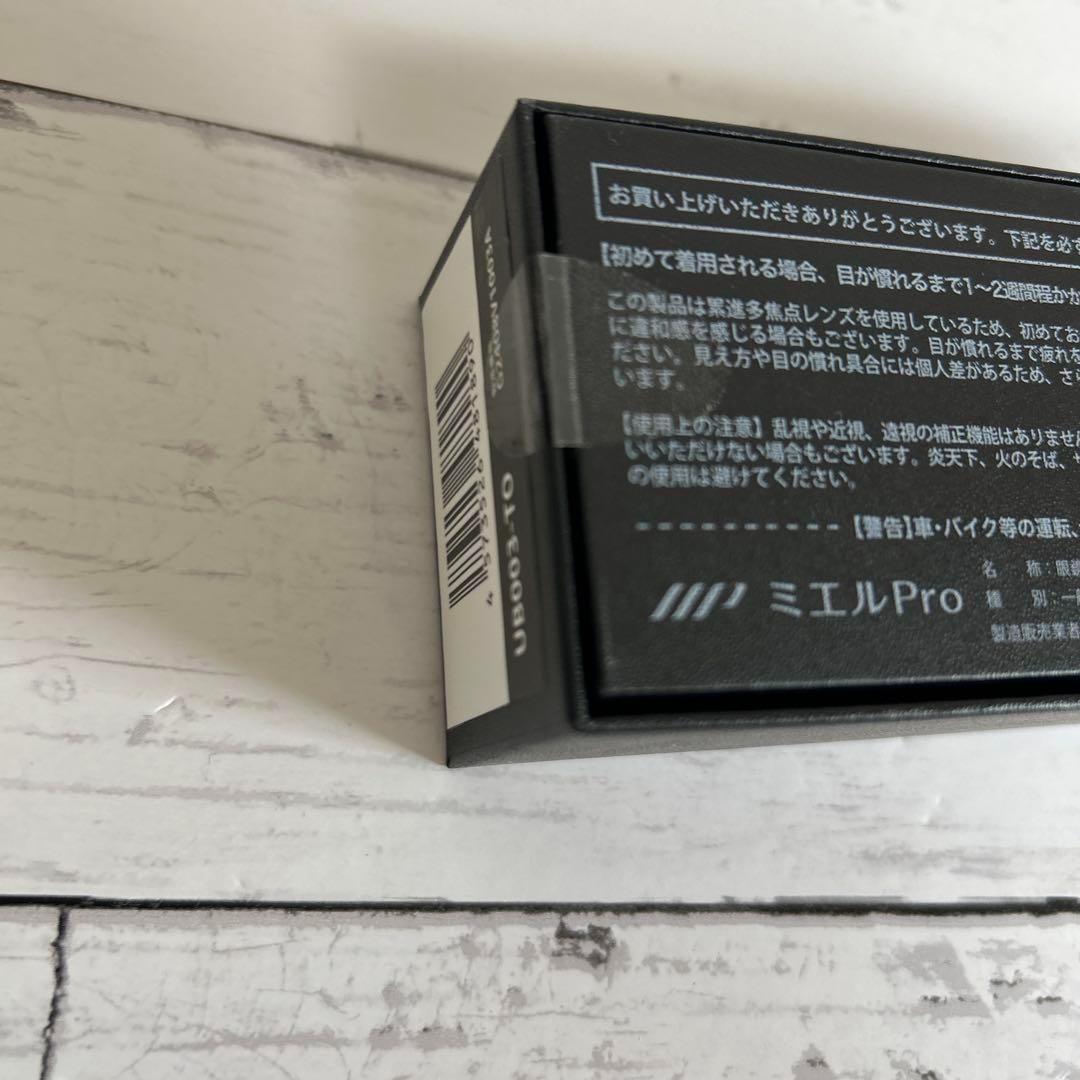 お買い上げいただきありがとうございます。下記を必ず
【初めて着用される場合、目が慣れるまで1〜2週間程かか
この製品は累進多焦点レンズを使用しているため、初めてお
に違和感を感じる場合もございます。目が慣れるまで疲れを
ださい。見え方や目の慣れ具合には個人差があるため、さら
います。
【使用上の注意】乱視や近視、遠視の補正機能はありません
いいただけない場合もございます。炎天下、火のそば、サ
の使用は避けてください。
【警告】車・バイク等の運転、
ミエルPro
名 称:眼鏡
種 別:一般
製造販売業者
UB003-TO